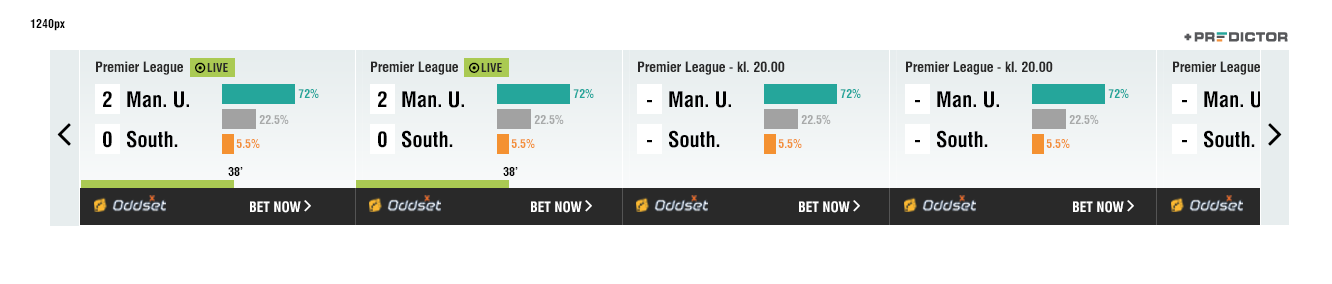 1240px
+PREDICTOR
Premier League LIVE
2 Man. U. 72%
22.5%
0 South. 5.5%
38'
Oddset BET NOW >
Premier League LIVE
2 Man. U. 72%
22.5%
0 South. 5.5%
38'
Oddset BET NOW >
Premier League - kl. 20.00
- Man. U. 72%
22.5%
- South. 5.5%
Oddset BET NOW >
Premier League - kl. 20.00
- Man. U. 72%
22.5%
- South. 5.5%
Oddset BET NOW >
Premier League
- Man. U
- South.
Oddset